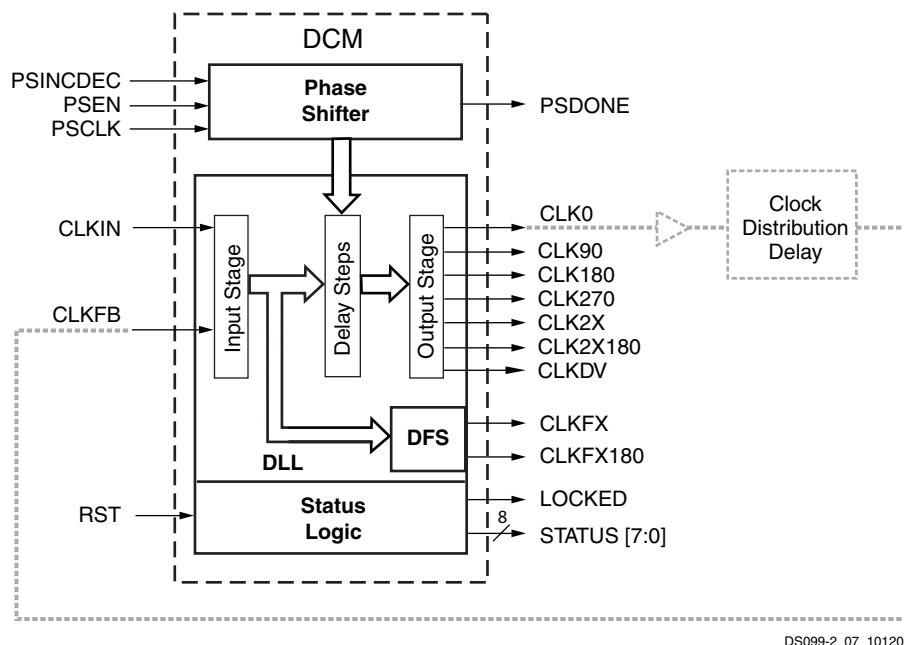 DCM
PSINCDEC
PSEN
PSCLK
Phase
Shifter
PSDONE
CLKIN
CLKFB
Input Stage
Delay Steps
Output Stage
CLK0
CLK90
CLK180
CLK270
CLK2X
CLK2X180
CLKDV
Clock
Distribution
Delay
DFS
CLKFX
CLKFX180
DLL
RST
Status
Logic
LOCKED
8
STATUS [7:0]
DS099-2_07_10120